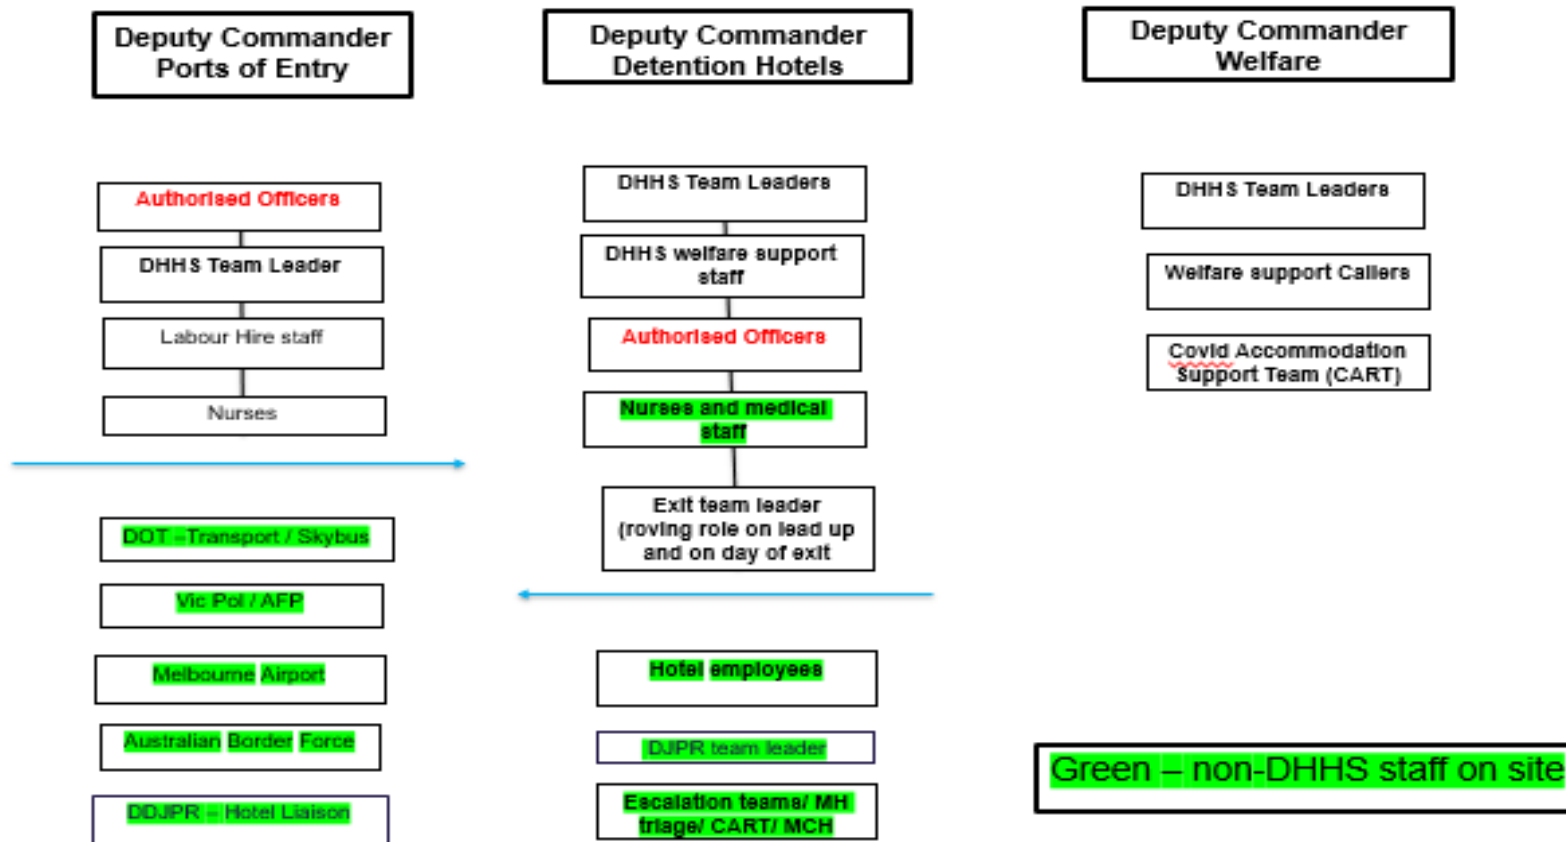 Deputy Commander
Ports of Entry
Authorised Officers
DHHS Team Leader
Labour Hire staff
Nurses
DOT –Transport / Skybus
Vic Pol / AFP
Melbourne Airport
Australian Border Force
DDJPR – Hotel Liaison
Deputy Commander
Detention Hotels
DHHS Team Leaders
DHHS welfare support
staff
Authorised Officers
Nurses and medical
staff
Exit team leader
(roving role on lead up
and on day of exit
Hotel employees
DJPR team leader
Escalation teams/ MH
triage/ CART/ MCH
Deputy Commander
Welfare
DHHS Team Leaders
Welfare support Callers
Covid Accommodation
Support Team (CART)
Green – non-DHHS staff on site